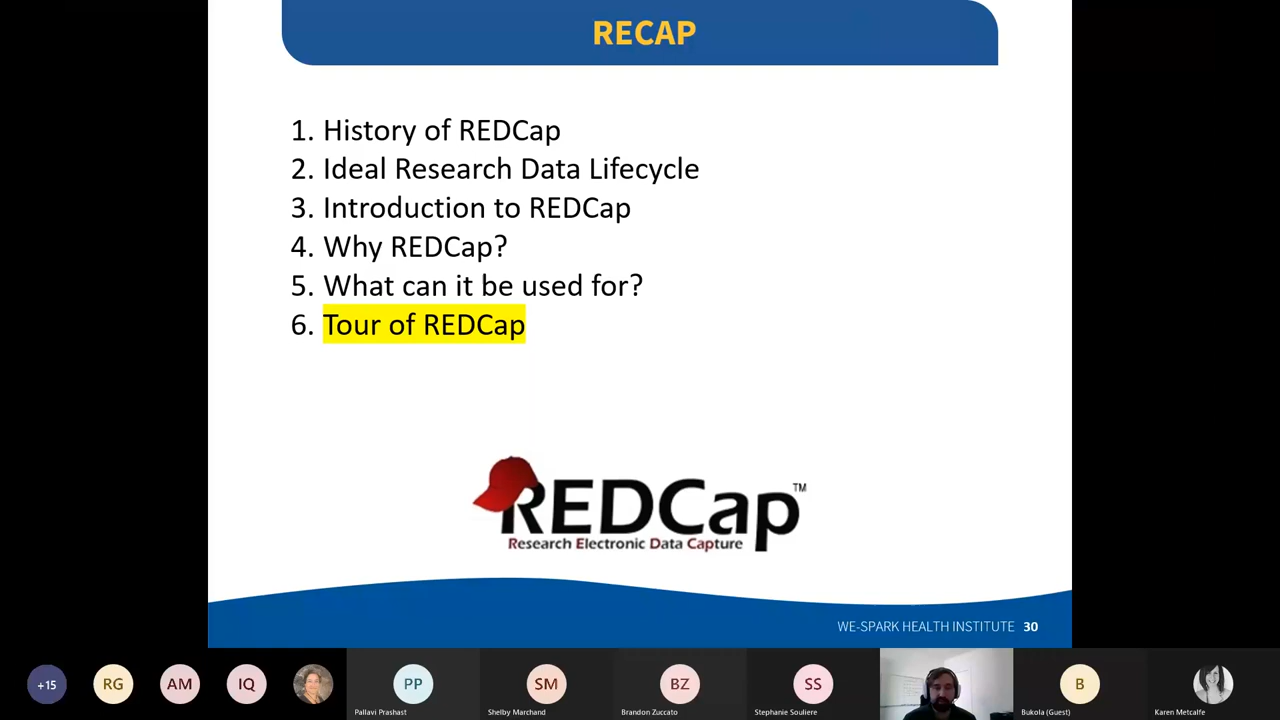 RECAP
1. History of REDCap
2. Ideal Research Data Lifecycle
3. Introduction to REDCap
4. Why REDCap?
5. What can it be used for?
6. Tour of REDCap
REDCap™
Research Electronic Data Capture
WE-SPARK HEALTH INSTITUTE 30
+15 RG AM IQ PP SM BZ SS B
Pallavi Prashast Shelby Marchand Brandon Zuccato Stephanie Souliere Bukola (Guest) Karen Metcalfe